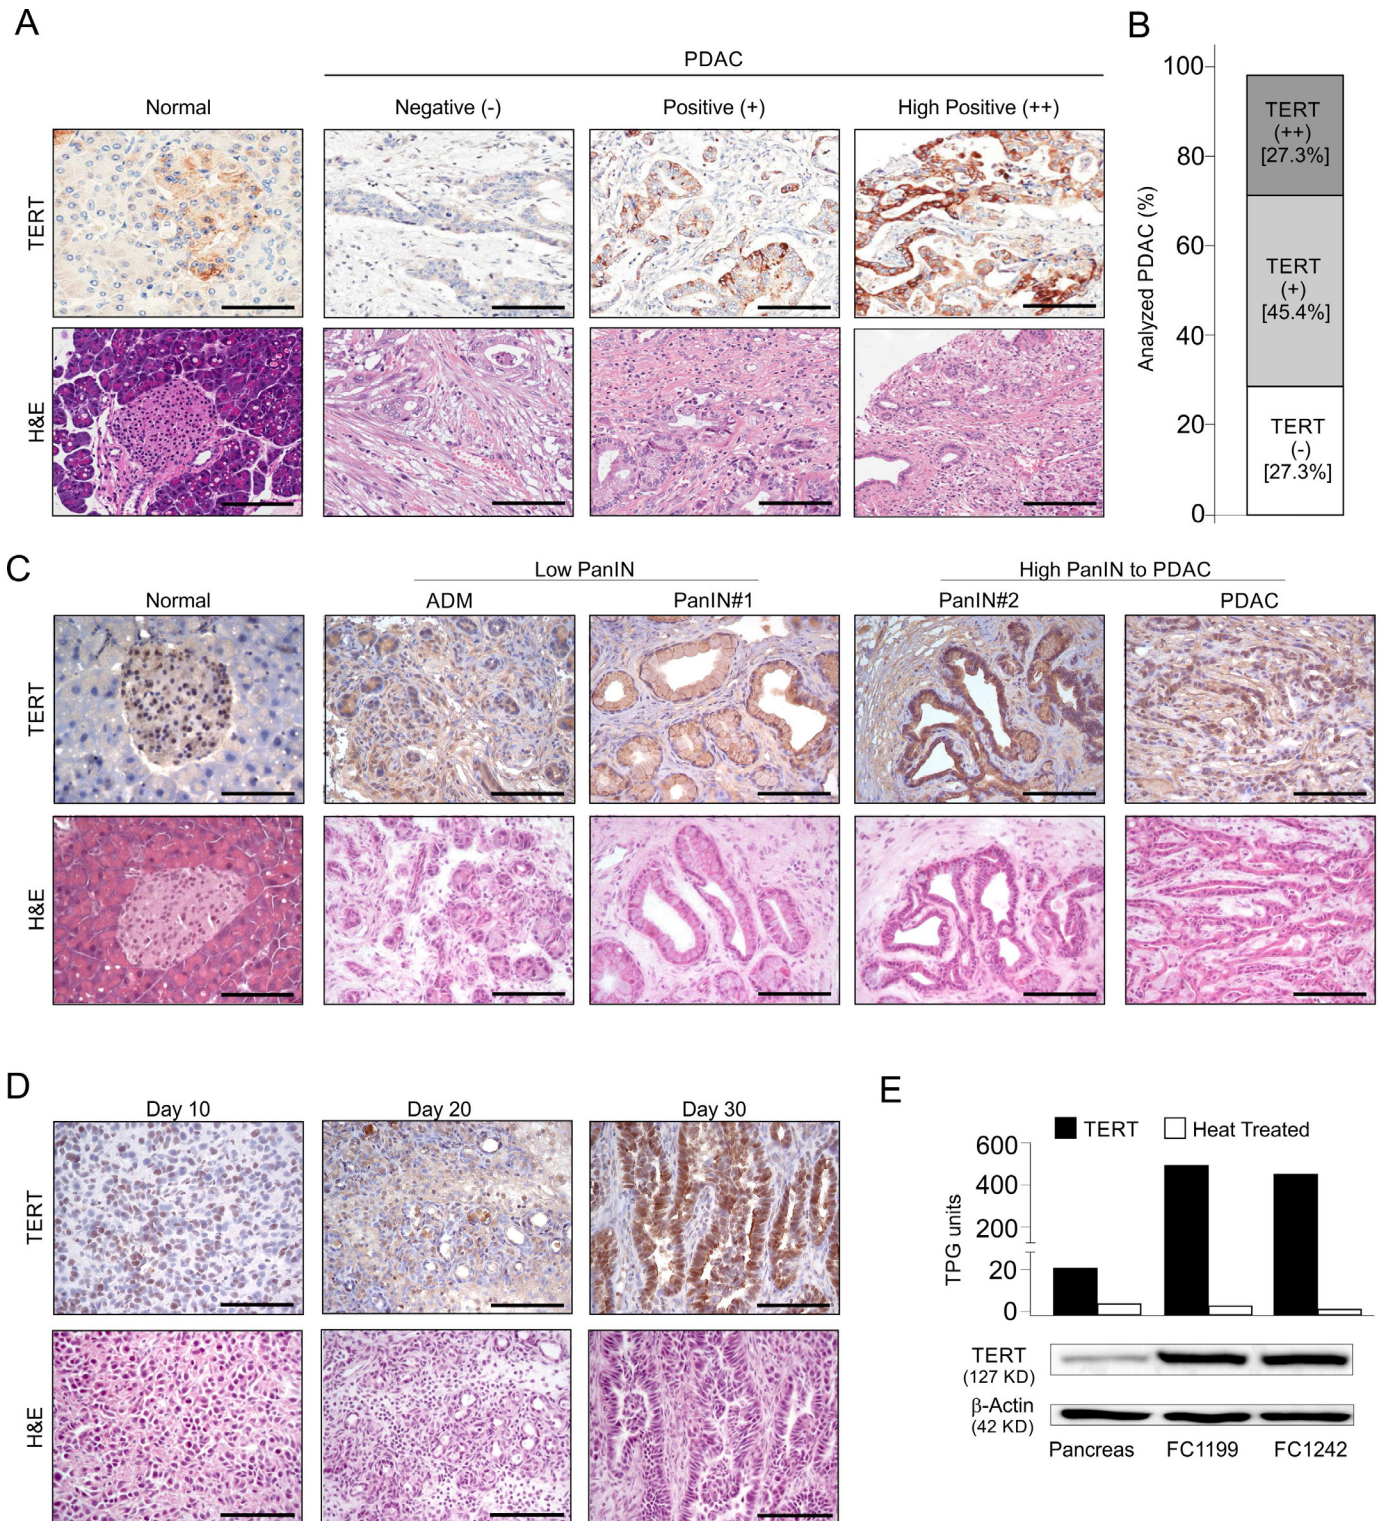 A
PDAC
Normal
Negative (-)
Positive (+)
High Positive (++)
TERT
H&E
B
Analyzed PDAC (%)
100
80
60
40
20
0
TERT
(++)
[27.3%]
TERT
(+)
[45.4%]
TERT
(-)
[27.3%]
C
Low PanIN
High PanIN to PDAC
Normal
ADM
PanIN#1
PanIN#2
PDAC
TERT
H&E
D
Day 10
Day 20
Day 30
TERT
H&E
E
TERT
Heat Treated
TPG units
600
400
200
20
0
TERT
(127 KD)
β-Actin
(42 KD)
Pancreas
FC1199
FC1242